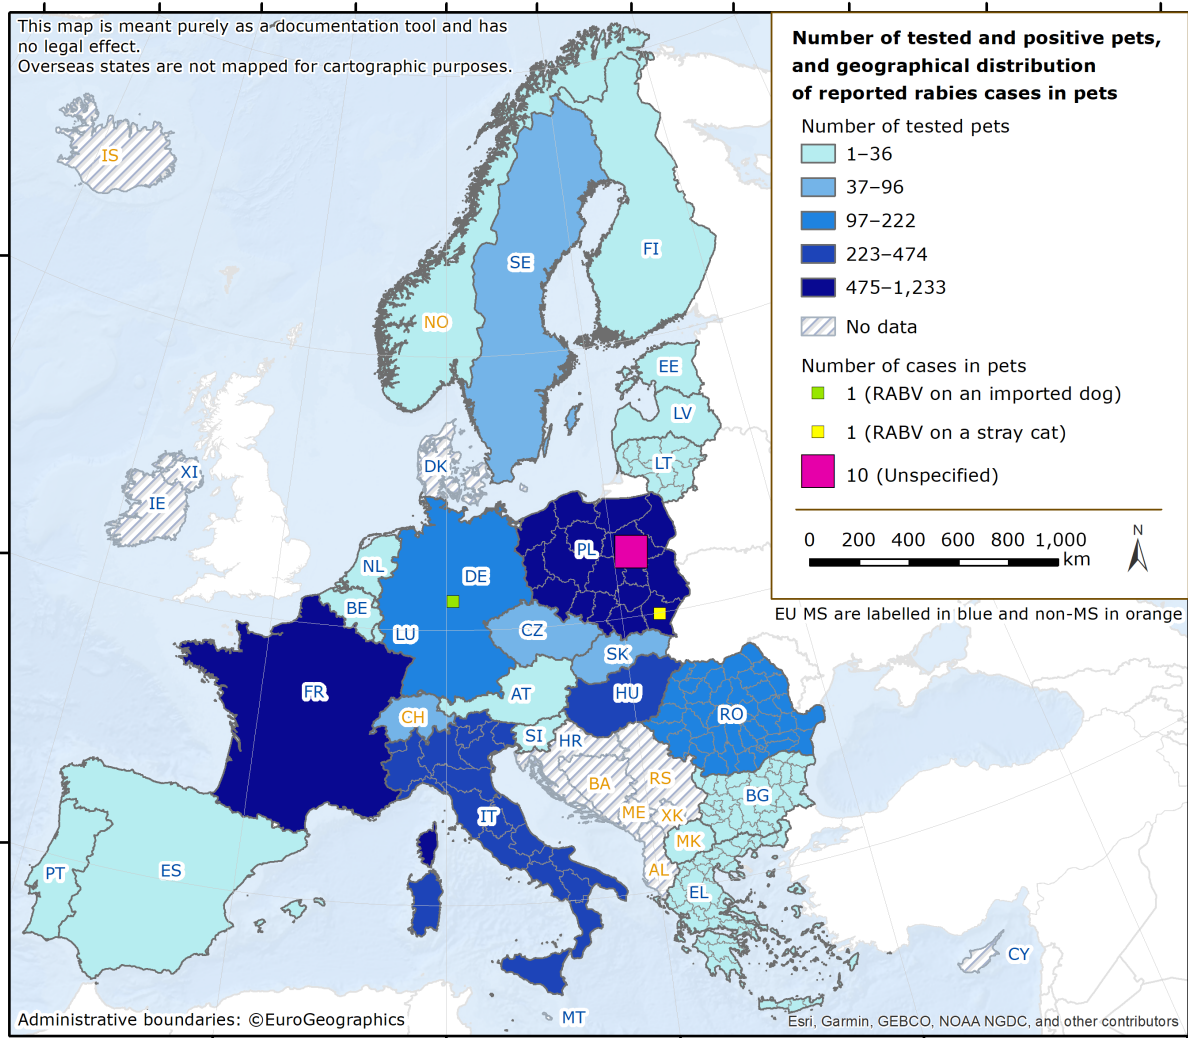 This map is meant purely as a documentation tool and has
no legal effect.
Overseas states are not mapped for cartographic purposes.
Number of tested and positive pets,
and geographical distribution
of reported rabies cases in pets
Number of tested pets
1–36
37–96
97–222
223–474
475–1,233
No data
Number of cases in pets
1 (RABV on an imported dog)
1 (RABV on a stray cat)
10 (Unspecified)
0 200 400 600 800 1,000
km
N
EU MS are labelled in blue and non-MS in orange
IS
SE
FI
NO
EE
LV
LT
DK
XI
IE
NL
BE
LU
DE
PL
CZ
SK
FR
CH
AT
HU
RO
SI
HR
BA
RS
ME
XK
BG
MK
AL
IT
PT
ES
EL
CY
MT
Administrative boundaries: ©EuroGeographics
Esri, Garmin, GEBCO, NOAA NGDC, and other contributors